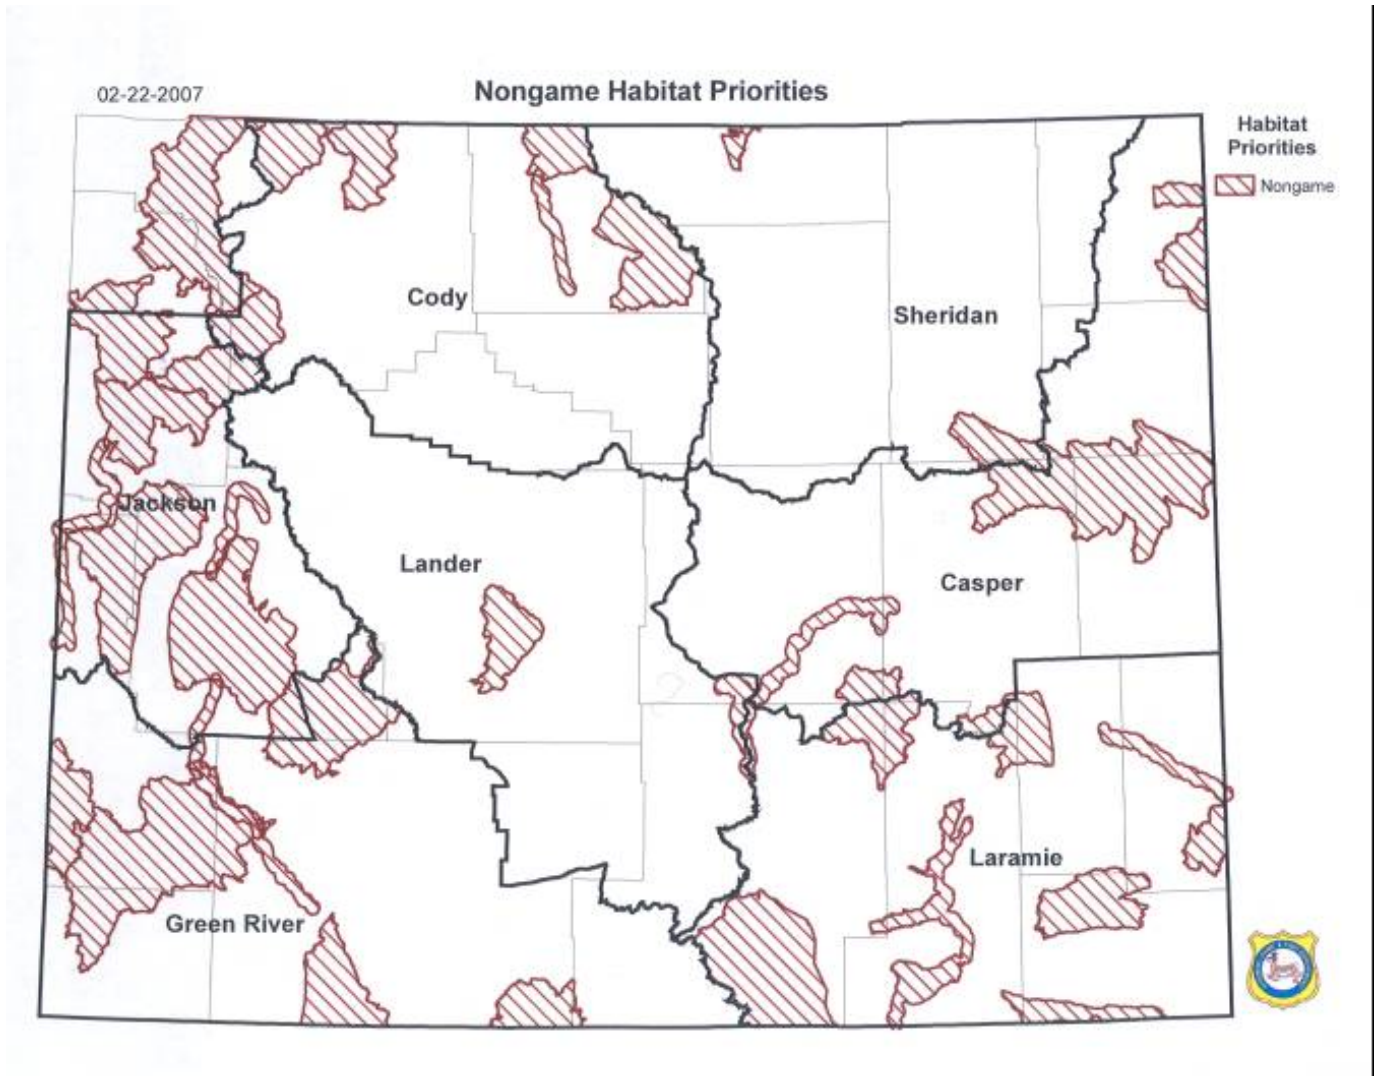 02-22-2007
Nongame Habitat Priorities
Habitat
Priorities
Nongame
Cody
Sheridan
Jackson
Lander
Casper
Laramie
Green River